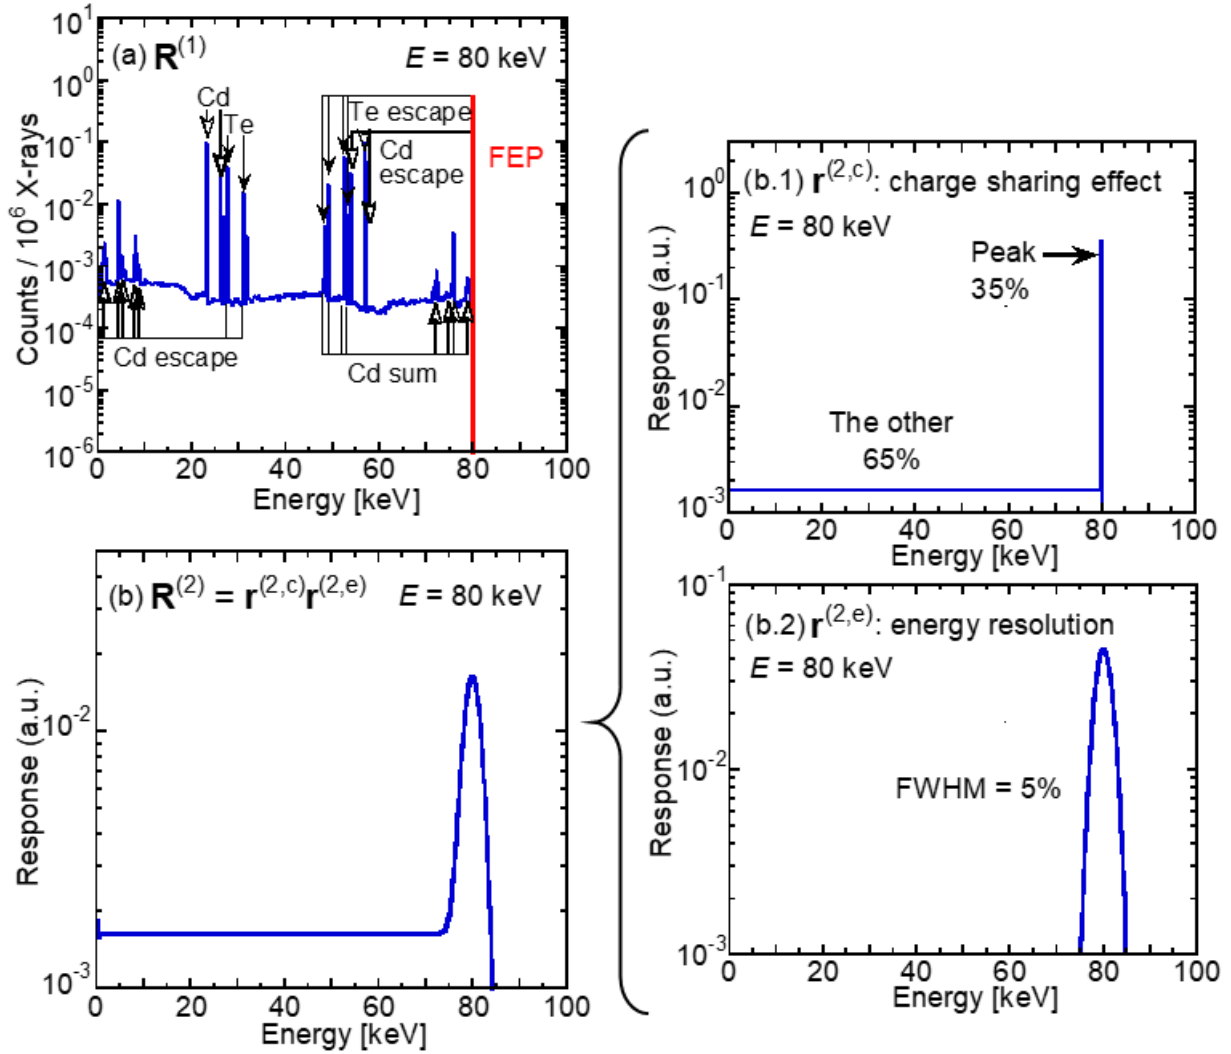 (a) R^(1)
E = 80 keV
Cd
Te
Te escape
Cd
escape
FEP
Cd escape
Cd sum
10^1
10^0
10^-1
10^-2
10^-3
10^-4
10^-5
10^-6
Counts / 10^6 X-rays
0 20 40 60 80 100
Energy [keV]
(b.1) r^(2,c): charge sharing effect
E = 80 keV
Peak
35%
The other
65%
10^0
10^-1
10^-2
10^-3
Response (a.u.)
0 20 40 60 80 100
Energy [keV]
(b) R^(2) = r^(2,c)r^(2,e)
E = 80 keV
10^-2
10^-3
Response (a.u.)
0 20 40 60 80 100
Energy [keV]
(b.2) r^(2,e): energy resolution
E = 80 keV
FWHM = 5%
10^-1
10^-2
10^-3
Response (a.u.)
0 20 40 60 80 100
Energy [keV]